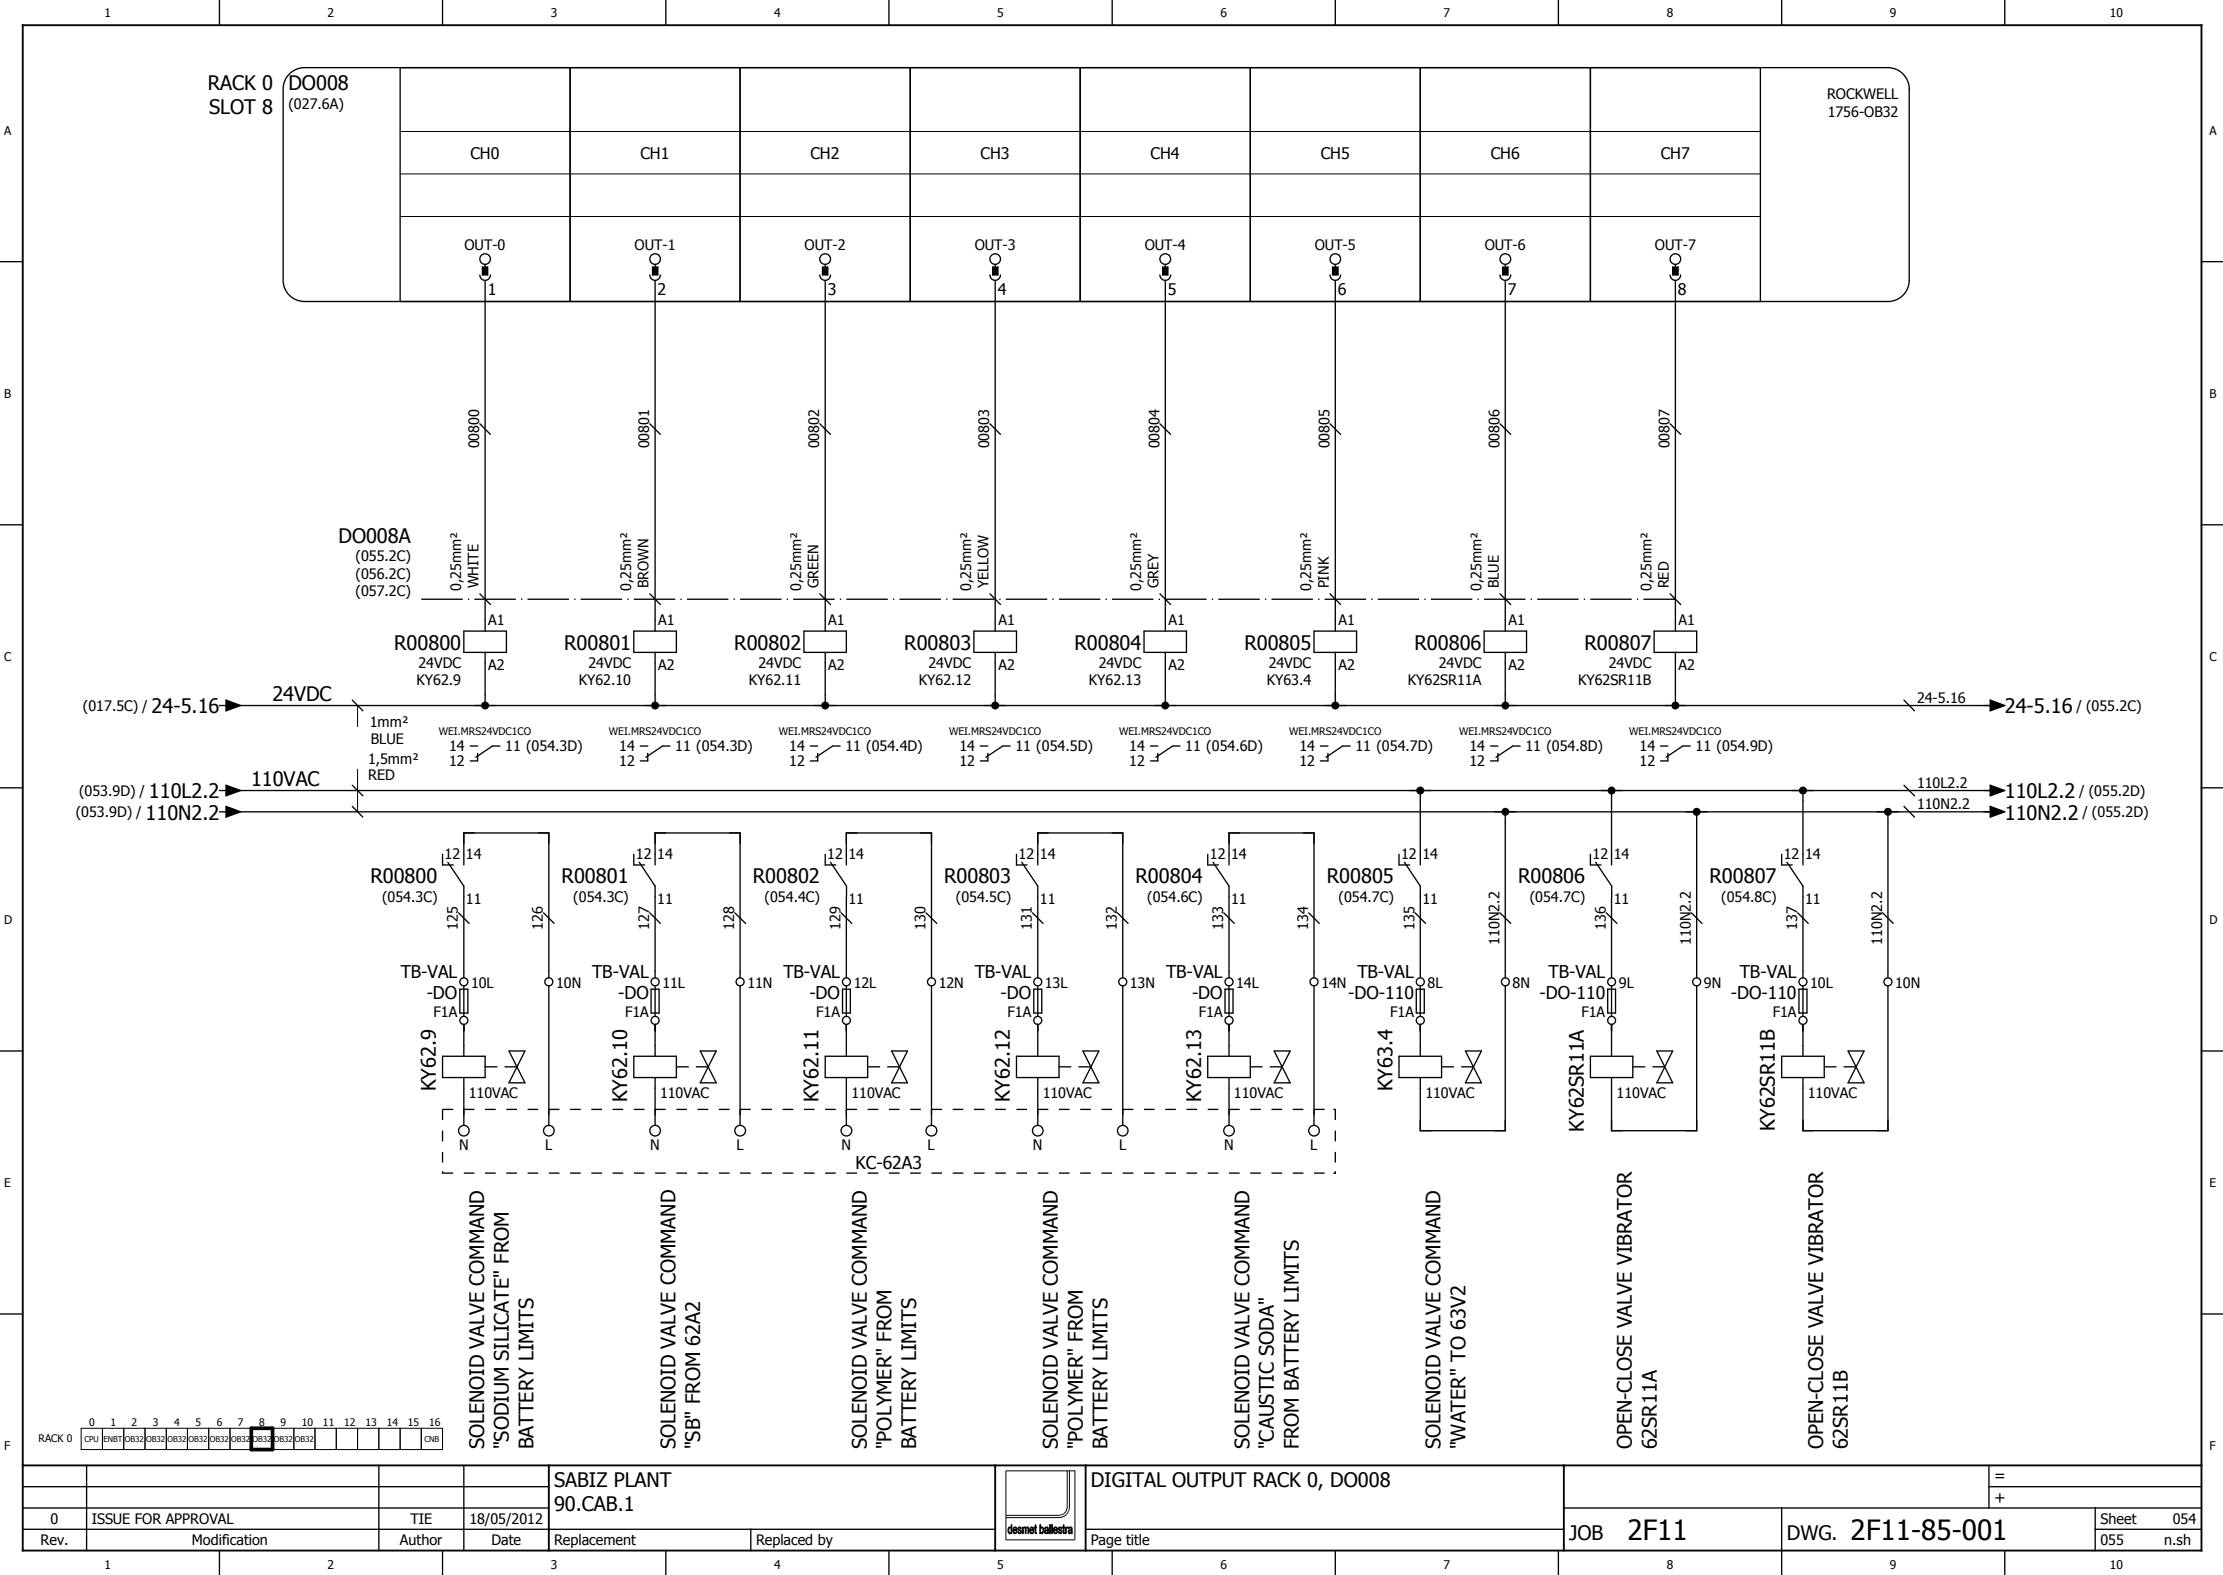 1 2 3 4 5 6 7 8 9 10
A A
B B
C C
D D
E E
F F
RACK 0
SLOT 8
DO008
(027.6A)
ROCKWELL
1756-OB32
CH0 CH1 CH2 CH3 CH4 CH5 CH6 CH7
OUT-0 OUT-1 OUT-2 OUT-3 OUT-4 OUT-5 OUT-6 OUT-7
1 2 3 4 5 6 7 8
00800 00801 00802 00803 00804 00805 00806 00807
DO008A
(055.2C)
(056.2C)
(057.2C)
0,25mm² 0,25mm² 0,25mm² 0,25mm² 0,25mm² 0,25mm² 0,25mm² 0,25mm²
WHITE BROWN GREEN YELLOW GREY PINK BLUE RED
A1 A1 A1 A1 A1 A1 A1 A1
R00800 R00801 R00802 R00803 R00804 R00805 R00806 R00807
24VDC 24VDC 24VDC 24VDC 24VDC 24VDC 24VDC 24VDC
A2 A2 A2 A2 A2 A2 A2 A2
KY62.9 KY62.10 KY62.11 KY62.12 KY62.13 KY63.4 KY62SR11A KY62SR11B
(017.5C) / 24-5.16 24VDC 24-5.16 24-5.16 / (055.2C)
1mm²
BLUE
1,5mm²
RED
WEI.MRS24VDC1CO WEI.MRS24VDC1CO WEI.MRS24VDC1CO WEI.MRS24VDC1CO WEI.MRS24VDC1CO WEI.MRS24VDC1CO WEI.MRS24VDC1CO WEI.MRS24VDC1CO
14 11 (054.3D) 14 11 (054.3D) 14 11 (054.4D) 14 11 (054.5D) 14 11 (054.6D) 14 11 (054.7D) 14 11 (054.8D) 14 11 (054.9D)
12 12 12 12 12 12 12 12
(053.9D) / 110L2.2 110VAC 110L2.2 110L2.2 / (055.2D)
(053.9D) / 110N2.2 110N2.2 110N2.2 / (055.2D)
12 14 12 14 12 14 12 14 12 14 12 14 12 14 12 14
R00800 R00801 R00802 R00803 R00804 R00805 R00806 R00807
(054.3C) (054.3C) (054.4C) (054.5C) (054.6C) (054.7C) (054.7C) (054.8C)
11 11 11 11 11 11 11 11
125 126 127 128 129 130 131 132 133 134 135 110N2.2 136 110N2.2 137 110N2.2
TB-VAL TB-VAL TB-VAL TB-VAL TB-VAL TB-VAL TB-VAL TB-VAL
10L 10N 11L 11N 12L 12N 13L 13N 14L 14N 8L 8N 9L 9N 10L 10N
-DO -DO -DO -DO -DO -DO-110 -DO-110 -DO-110
F1A F1A F1A F1A F1A F1A F1A F1A
KY62.9 KY62.10 KY62.11 KY62.12 KY62.13 KY63.4 KY62SR11A KY62SR11B
110VAC 110VAC 110VAC 110VAC 110VAC 110VAC 110VAC 110VAC
N L N L N L N L N L
KC-62A3
SOLENOID VALVE COMMAND
"SODIUM SILICATE" FROM
BATTERY LIMITS
SOLENOID VALVE COMMAND
"SB" FROM 62A2
SOLENOID VALVE COMMAND
"POLYMER" FROM
BATTERY LIMITS
SOLENOID VALVE COMMAND
"POLYMER" FROM
BATTERY LIMITS
SOLENOID VALVE COMMAND
"CAUSTIC SODA"
FROM BATTERY LIMITS
SOLENOID VALVE COMMAND
"WATER" TO 63V2
OPEN-CLOSE VALVE VIBRATOR
62SR11A
OPEN-CLOSE VALVE VIBRATOR
62SR11B
0 1 2 3 4 5 6 7 8 9 10 11 12 13 14 15 16
RACK 0 CPU ENBT OB32 OB32 OB32 OB32 OB32 OB32 OB32 OB32 OB32 CNB
SABIZ PLANT
90.CAB.1
desmet ballestra
DIGITAL OUTPUT RACK 0, DO008
=
+
0 ISSUE FOR APPROVAL TIE 18/05/2012
Rev. Modification Author Date Replacement Replaced by Page title
JOB 2F11 DWG. 2F11-85-001
Sheet 054
055 n.sh
1 2 3 4 5 6 7 8 9 10